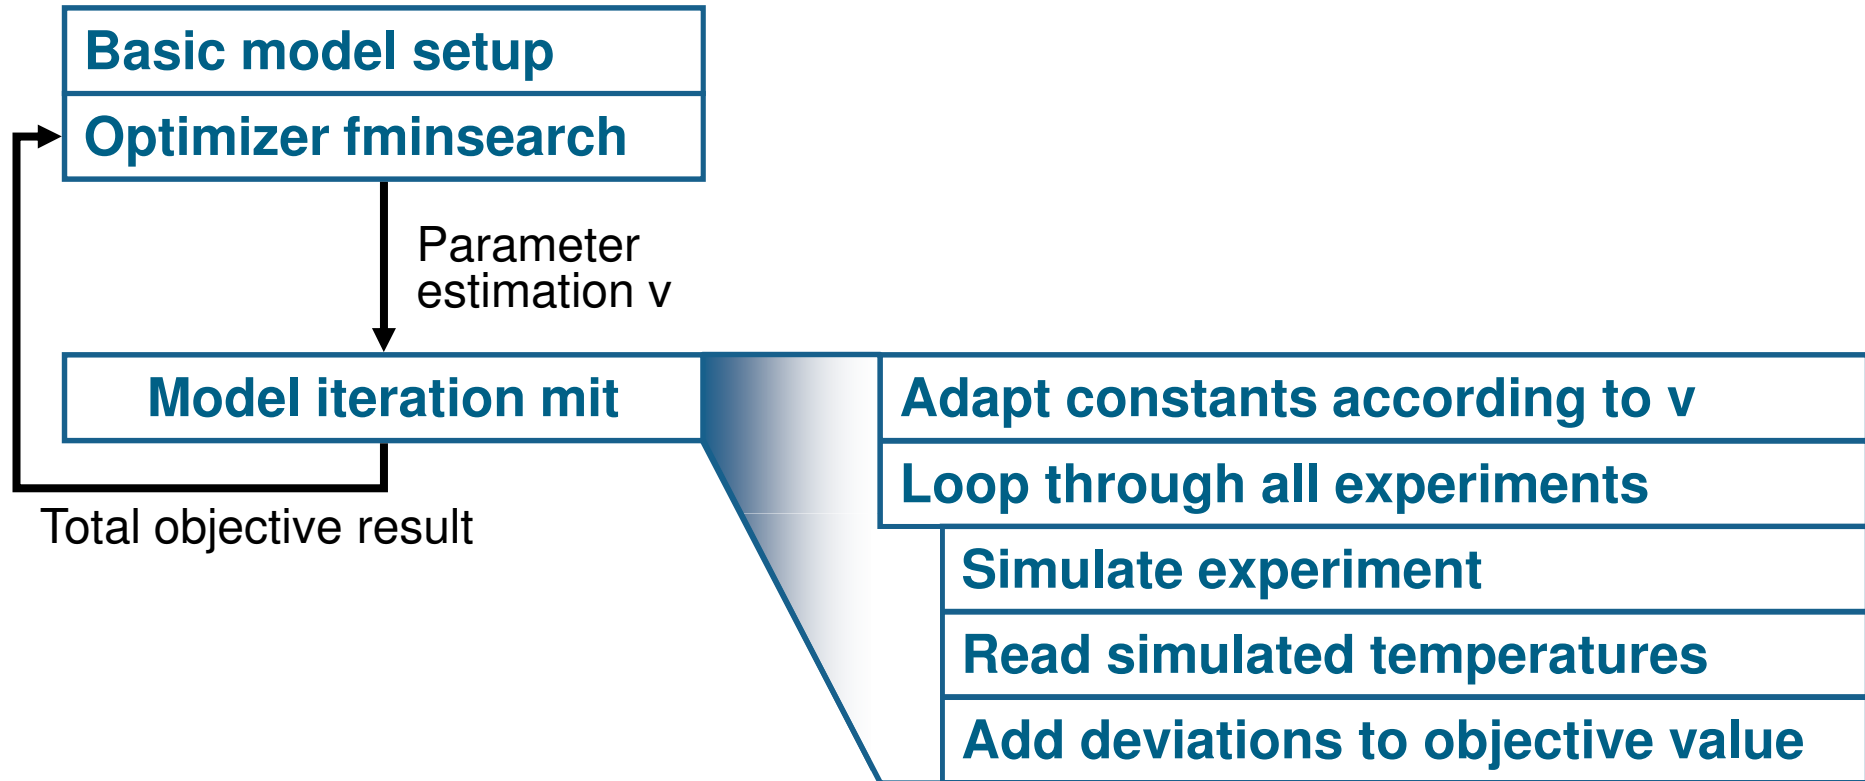 Basic model setup
Optimizer fminsearch
Parameter
estimation v
Model iteration mit
Total objective result
Adapt constants according to v
Loop through all experiments
Simulate experiment
Read simulated temperatures
Add deviations to objective value